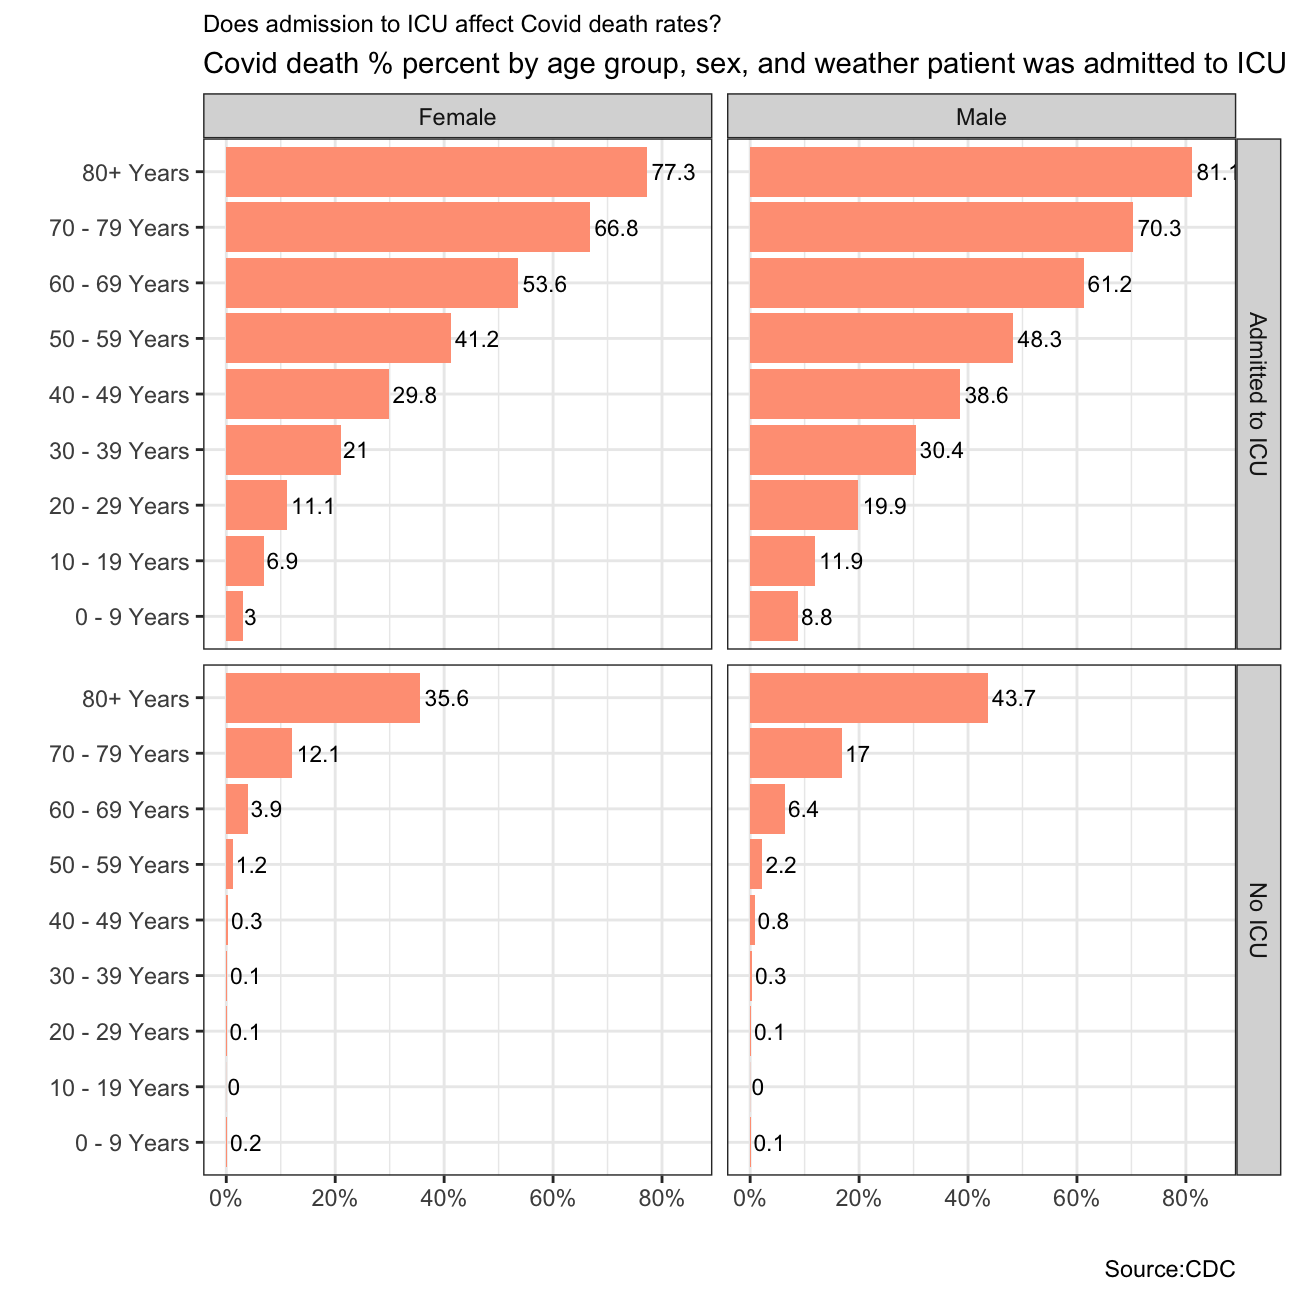 Does admission to ICU affect Covid death rates?
Covid death % percent by age group, sex, and weather patient was admitted to ICU
Female
Male
80+ Years
77.3
81.1
70 - 79 Years
66.8
70.3
60 - 69 Years
53.6
61.2
50 - 59 Years
41.2
48.3
40 - 49 Years
29.8
38.6
30 - 39 Years
21
30.4
20 - 29 Years
11.1
19.9
10 - 19 Years
6.9
11.9
0 - 9 Years
3
8.8
Admitted to ICU
80+ Years
35.6
43.7
70 - 79 Years
12.1
17
60 - 69 Years
3.9
6.4
50 - 59 Years
1.2
2.2
40 - 49 Years
0.3
0.8
30 - 39 Years
0.1
0.3
20 - 29 Years
0.1
0.1
10 - 19 Years
0
0
0 - 9 Years
0.2
0.1
No ICU
0% 20% 40% 60% 80%
0% 20% 40% 60% 80%
Source:CDC